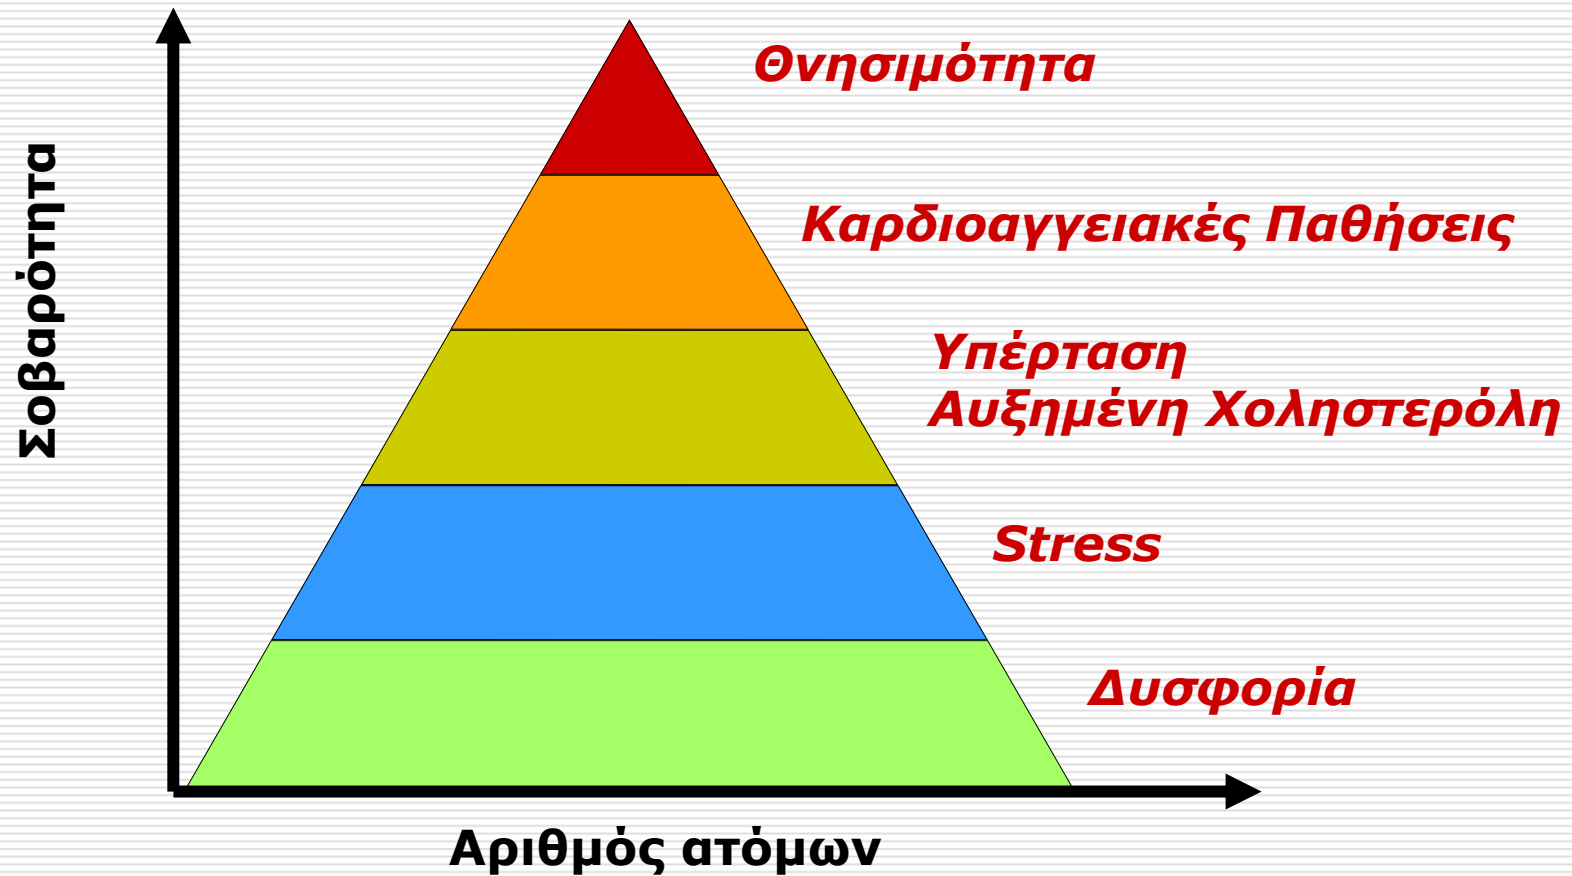 Θνησιμότητα
Καρδιοαγγειακές Παθήσεις
Υπέρταση
Αυξημένη Χοληστερόλη
Stress
Δυσφορία
Σοβαρότητα
Αριθμός ατόμων